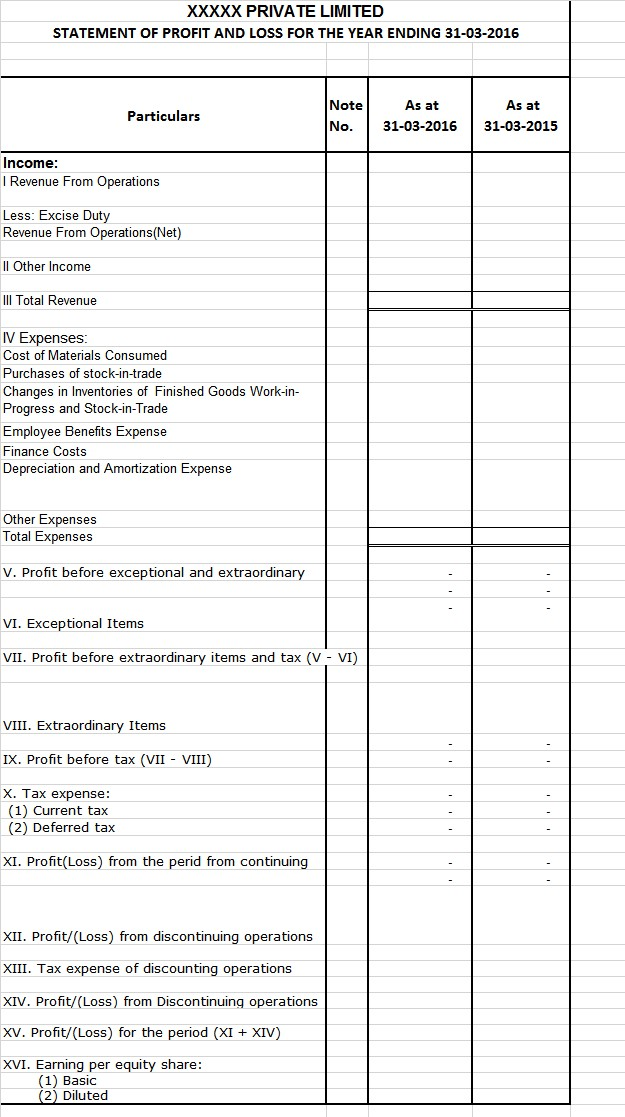 XXXXX PRIVATE LIMITED
STATEMENT OF PROFIT AND LOSS FOR THE YEAR ENDING 31-03-2016
Particulars Note No. As at 31-03-2016 As at 31-03-2015
Income:
I Revenue From Operations
Less: Excise Duty
Revenue From Operations(Net)
II Other Income
III Total Revenue
IV Expenses:
Cost of Materials Consumed
Purchases of stock-in-trade
Changes in Inventories of Finished Goods Work-in-
Progress and Stock-in-Trade
Employee Benefits Expense
Finance Costs
Depreciation and Amortization Expense
Other Expenses
Total Expenses
V. Profit before exceptional and extraordinary - -
- -
- -
VI. Exceptional Items
VII. Profit before extraordinary items and tax (V - VI)
VIII. Extraordinary Items
- -
IX. Profit before tax (VII - VIII) - -
X. Tax expense: - -
(1) Current tax - -
(2) Deferred tax - -
XI. Profit(Loss) from the perid from continuing - -
- -
XII. Profit/(Loss) from discontinuing operations
XIII. Tax expense of discounting operations
XIV. Profit/(Loss) from Discontinuing operations
XV. Profit/(Loss) for the period (XI + XIV)
XVI. Earning per equity share:
(1) Basic
(2) Diluted